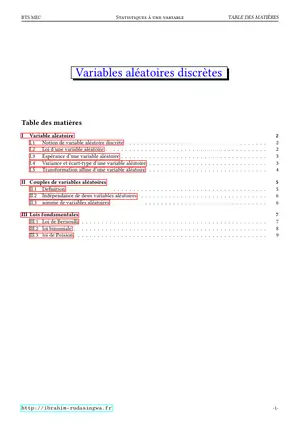 BTS MEC STATISTIQUES À UNE VARIABLE TABLE DES MATIÈRES
Variables aléatoires discrètes
Table des matières
I Variable aléatoire 2
I.1 Notion de variable aléatoire discrète . . . 2
I.2 Loi d'une variable aléatoire . . . 2
I.3 Espérance d'une variable aléatoire . . . 3
I.4 Variance et écart-type d'une variable aléatoire . . . 3
I.5 Transformation affine d'une variable aléatoire . . . 4
II Couples de variables aléatoires 5
II.1 Définition . . . 5
II.2 Indépendance de deux variables aléatoires . . . 6
II.3 somme de variables aléatoires . . . 6
III Lois fondamentales 7
III.1 Loi de Bernoulli . . . 7
III.2 loi binomiale . . . 8
III.3 loi de Poisson . . . 9
http://ibrahim-rudasingwa.fr -1-